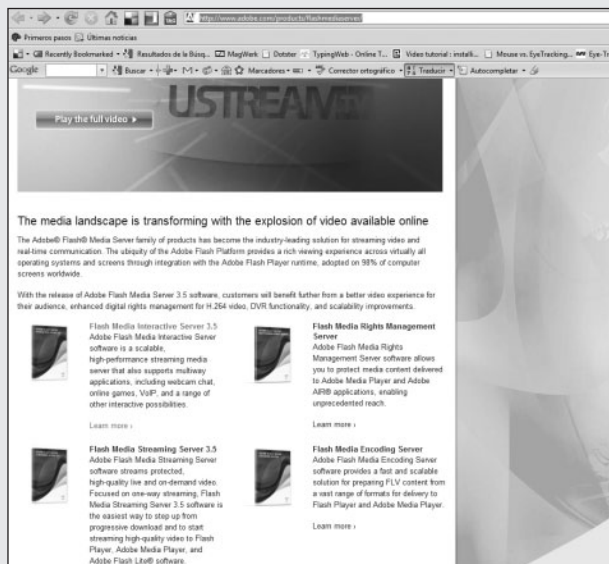 http://www.adobe.com/products/flashmediaserver/
Primeros pasos Últimas noticias
Recently Bookmarked Resultados de la Búsq... MagWerk Dotster TypingWeb - Online T... Video tutorial: installi... Mouse vs. EyeTracking... Eye-Tr
Google Buscar Marcadores Corrector ortográfico Traducir Autocompletar
USTREAM.TV
Play the full video
The media landscape is transforming with the explosion of video available online
The Adobe® Flash® Media Server family of products has become the industry-leading solution for streaming video and
real-time communication. The ubiquity of the Adobe Flash Platform provides a rich viewing experience across virtually all
operating systems and screens through integration with the Adobe Flash Player runtime, adopted on 98% of computer
screens worldwide.
With the release of Adobe Flash Media Server 3.5 software, customers will benefit further from a better video experience for
their audience, enhanced digital rights management for H.264 video, DVR functionality, and scalability improvements.
Flash Media Interactive Server 3.5
Adobe Flash Media Interactive Server
software is a scalable,
high-performance streaming media
server that also supports multiway
applications, including webcam chat,
online games, VoIP, and a range of
other interactive possibilities.
Learn more ›
Flash Media Rights Management
Server
Adobe Flash Media Rights
Management Server software allows
you to protect media content delivered
to Adobe Media Player and Adobe
AIR® applications, enabling
unprecedented reach.
Learn more ›
Flash Media Streaming Server 3.5
Adobe Flash Media Streaming Server
software streams protected,
high-quality live and on-demand video.
Focused on one-way streaming, Flash
Media Streaming Server 3.5 software is
the easiest way to step up from
progressive download and to start
streaming high-quality video to Flash
Player, Adobe Media Player, and
Adobe Flash Lite® software.
Flash Media Encoding Server
Adobe Flash Media Encoding Server
software provides a fast and scalable
solution for preparing FLV content from
a vast range of formats for delivery to
Flash Player and Adobe Media Player.
Learn more ›